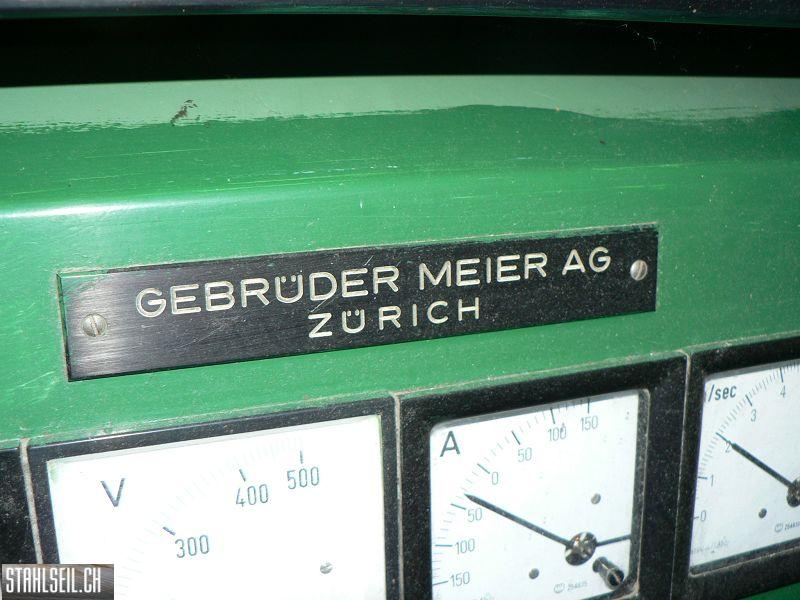 GEBRÜDER MEIER AG
ZÜRICH
V
300
400
500
A
150
100
50
0
50
100
150
/sec
0
1
2
3
4
STAHLSEIL.CH